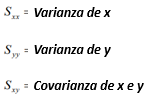 Sxx = Varianza de x
Syy = Varianza de y
Sxy = Covarianza de x e y